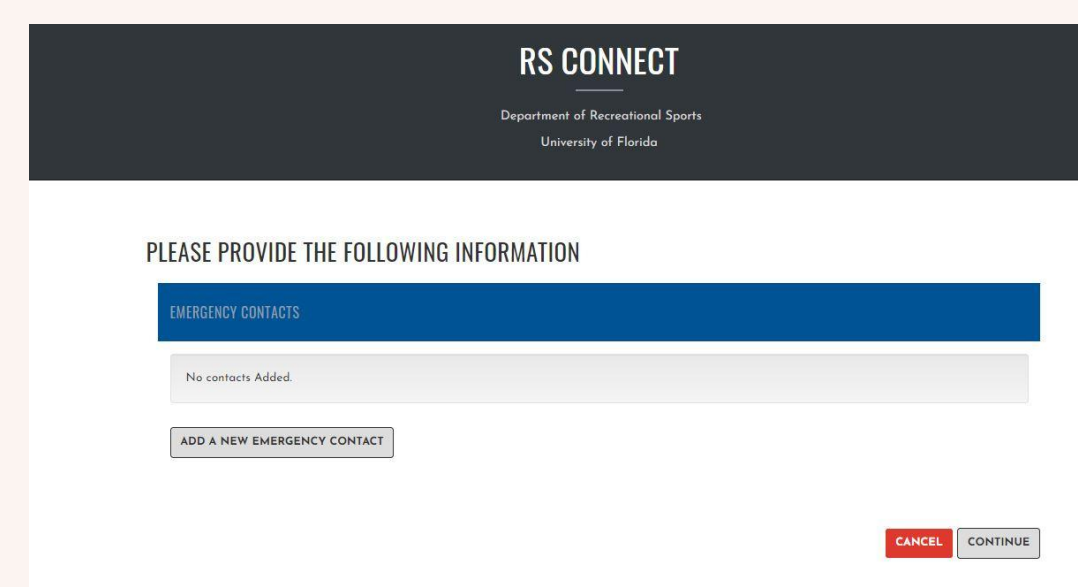 RS CONNECT
Department of Recreational Sports
University of Florida
PLEASE PROVIDE THE FOLLOWING INFORMATION
EMERGENCY CONTACTS
No contacts Added.
ADD A NEW EMERGENCY CONTACT
CANCEL CONTINUE